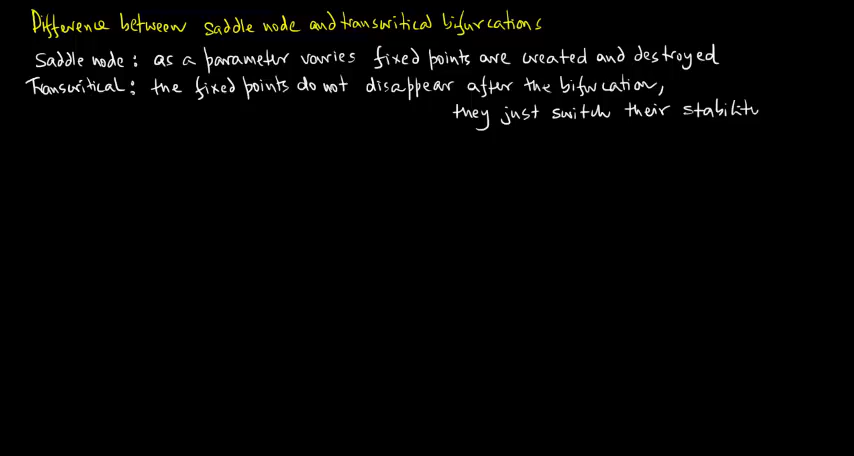 Difference between saddle node and transcritical bifurcations
Saddle node: as a parameter varies fixed points are created and destroyed
Transcritical: the fixed points do not disappear after the bifurcation,
they just switch their stability